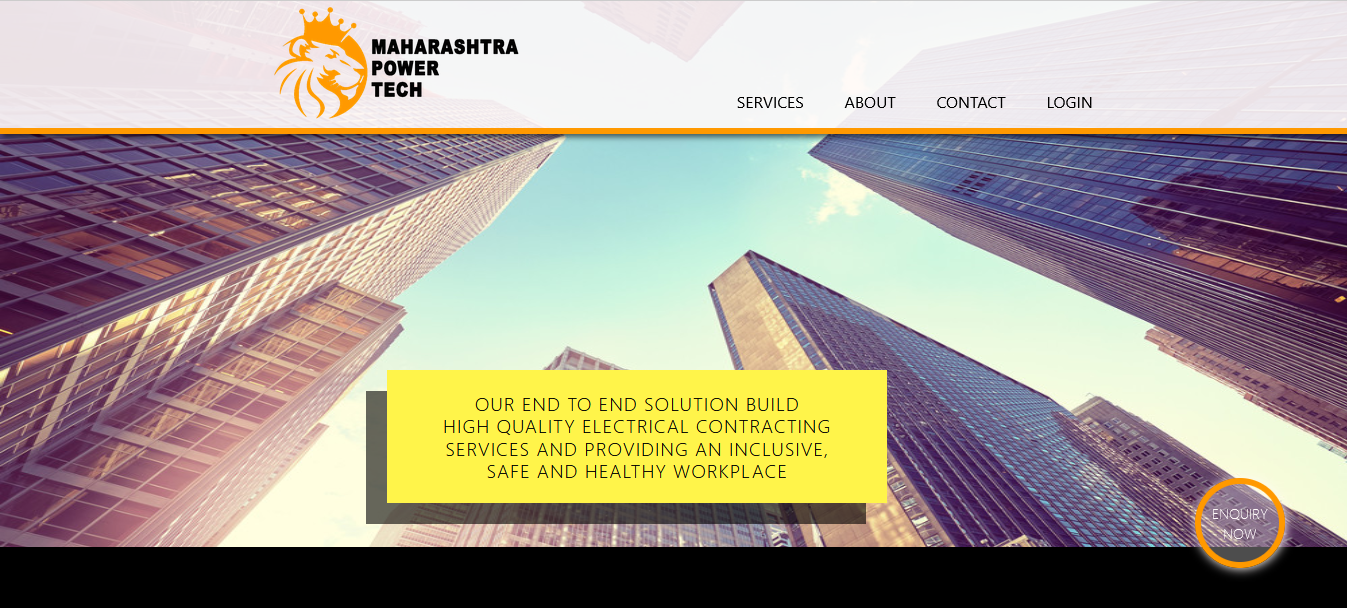 MAHARASHTRA
POWER
TECH
SERVICES ABOUT CONTACT LOGIN
OUR END TO END SOLUTION BUILD
HIGH QUALITY ELECTRICAL CONTRACTING
SERVICES AND PROVIDING AN INCLUSIVE,
SAFE AND HEALTHY WORKPLACE
ENQUIRY
NOW